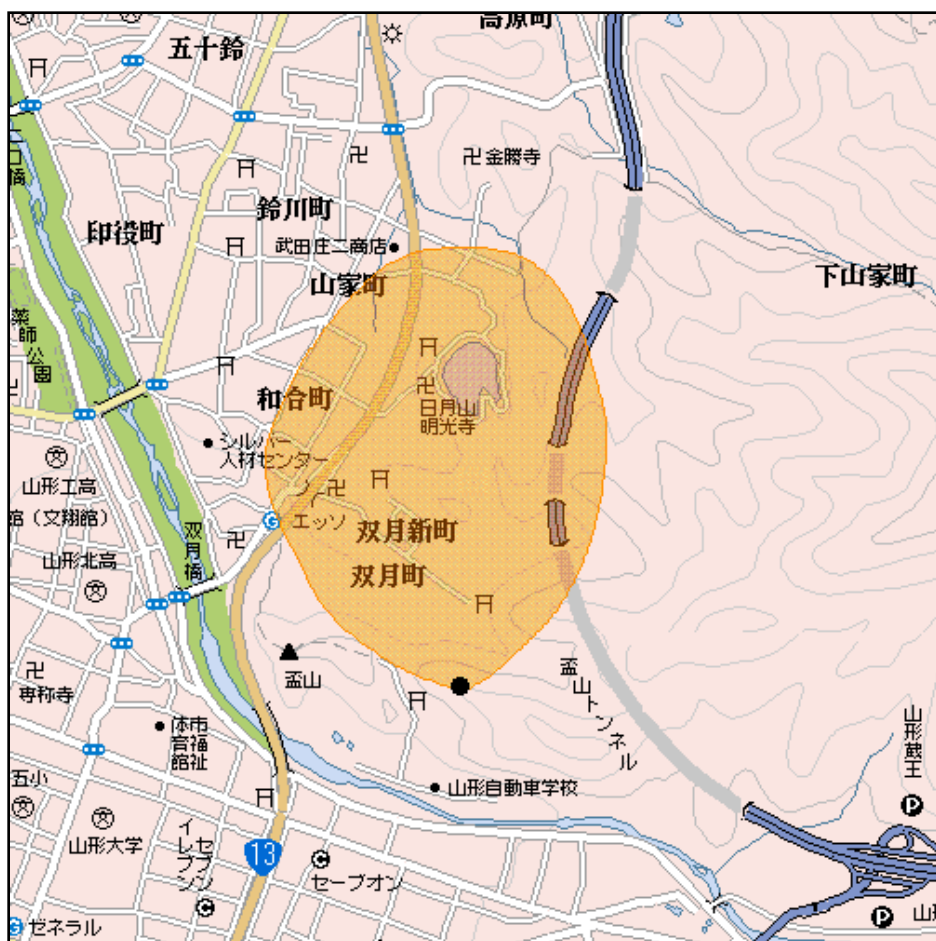 高原町
五十鈴
金勝寺
鈴川町
印役町
武田庄二商店
山家町
下山家町
薬師公園
和合町
日月山
明光寺
シルバー
人材センター
山形工高
館（文翔館）
エッソ
双月新町
双月橋
山形北高
双月町
盃山
盃山トンネル
専称寺
市福祉
体育館
山形蔵王
P
山形自動車学校
五小
山形大学
セブン
イレブン
13
C
セーブオン
C
G
G
ゼネラル
P